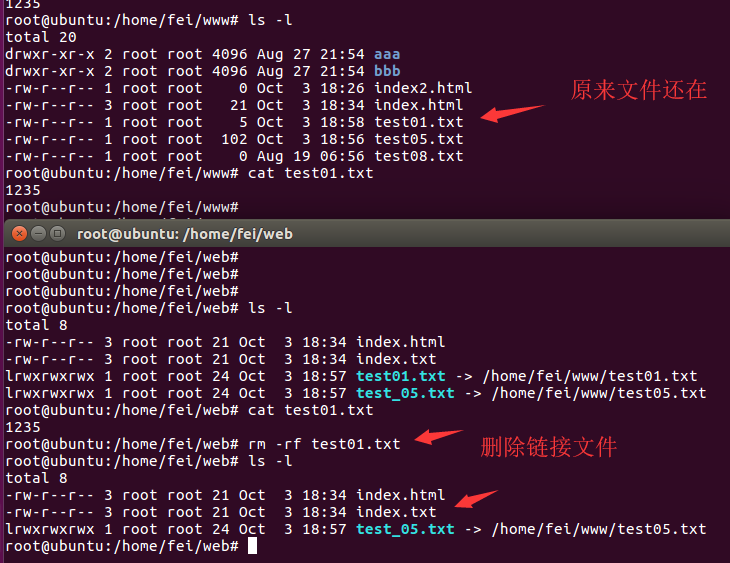 1235
root@ubuntu:/home/fei/www# ls -l
total 20
drwxr-xr-x 2 root root 4096 Aug 27 21:54 aaa
drwxr-xr-x 2 root root 4096 Aug 27 21:54 bbb
-rw-r--r-- 1 root root    0 Oct  3 18:26 index2.html
-rw-r--r-- 3 root root   21 Oct  3 18:34 index.html
-rw-r--r-- 1 root root    5 Oct  3 18:58 test01.txt
-rw-r--r-- 1 root root  102 Oct  3 18:56 test05.txt
-rw-r--r-- 1 root root    0 Aug 19 06:56 test08.txt
原来文件还在
root@ubuntu:/home/fei/www# cat test01.txt
1235
root@ubuntu:/home/fei/www#
root@ubuntu: /home/fei/web
root@ubuntu:/home/fei/web#
root@ubuntu:/home/fei/web#
root@ubuntu:/home/fei/web#
root@ubuntu:/home/fei/web# ls -l
total 8
-rw-r--r-- 3 root root 21 Oct  3 18:34 index.html
-rw-r--r-- 3 root root 21 Oct  3 18:34 index.txt
lrwxrwxrwx 1 root root 24 Oct  3 18:57 test01.txt -> /home/fei/www/test01.txt
lrwxrwxrwx 1 root root 24 Oct  3 18:57 test_05.txt -> /home/fei/www/test05.txt
root@ubuntu:/home/fei/web# cat test01.txt
1235
root@ubuntu:/home/fei/web# rm -rf test01.txt
删除链接文件
root@ubuntu:/home/fei/web# ls -l
total 8
-rw-r--r-- 3 root root 21 Oct  3 18:34 index.html
-rw-r--r-- 3 root root 21 Oct  3 18:34 index.txt
lrwxrwxrwx 1 root root 24 Oct  3 18:57 test_05.txt -> /home/fei/www/test05.txt
root@ubuntu:/home/fei/web#